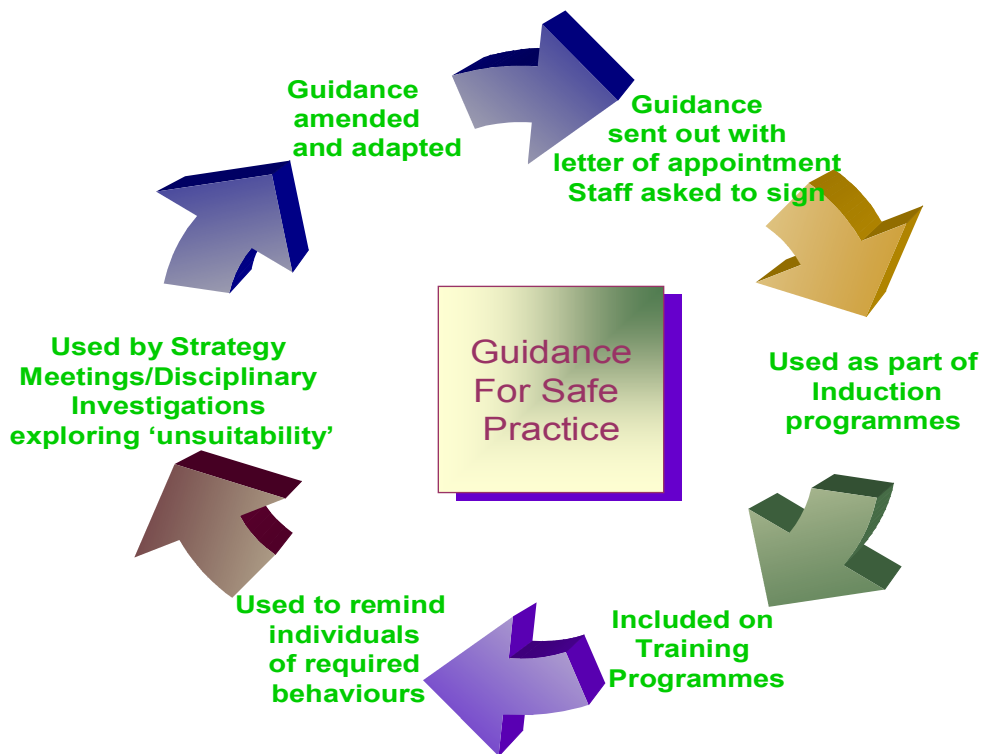 Guidance
amended
and adapted
Guidance
sent out with
letter of appointment
Staff asked to sign
Guidance
For Safe
Practice
Used as part of
Induction
programmes
Included on
Training
Programmes
Used to remind
individuals
of required
behaviours
Used by Strategy
Meetings/Disciplinary
Investigations
exploring ‘unsuitability’